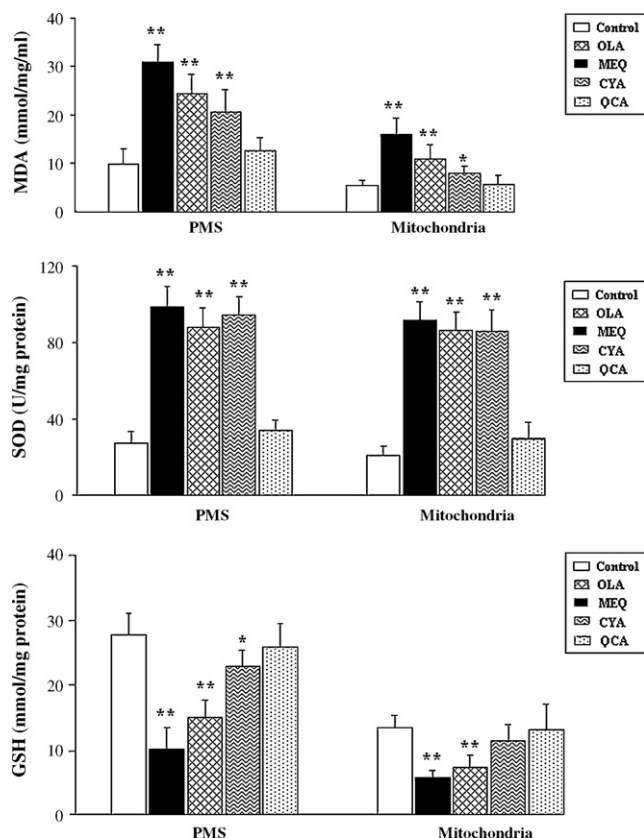 MDA (mmol/mg/ml)
40
30
20
10
0
**
**
**
**
**
*
PMS
Mitochondria
Control
OLA
MEQ
CYA
QCA
SOD (U/mg protein)
120
80
40
0
**
**
**
**
**
**
PMS
Mitochondria
Control
OLA
MEQ
CYA
QCA
GSH (mmol/mg protein)
40
30
20
10
0
**
**
*
**
**
PMS
Mitochondria
Control
OLA
MEQ
CYA
QCA